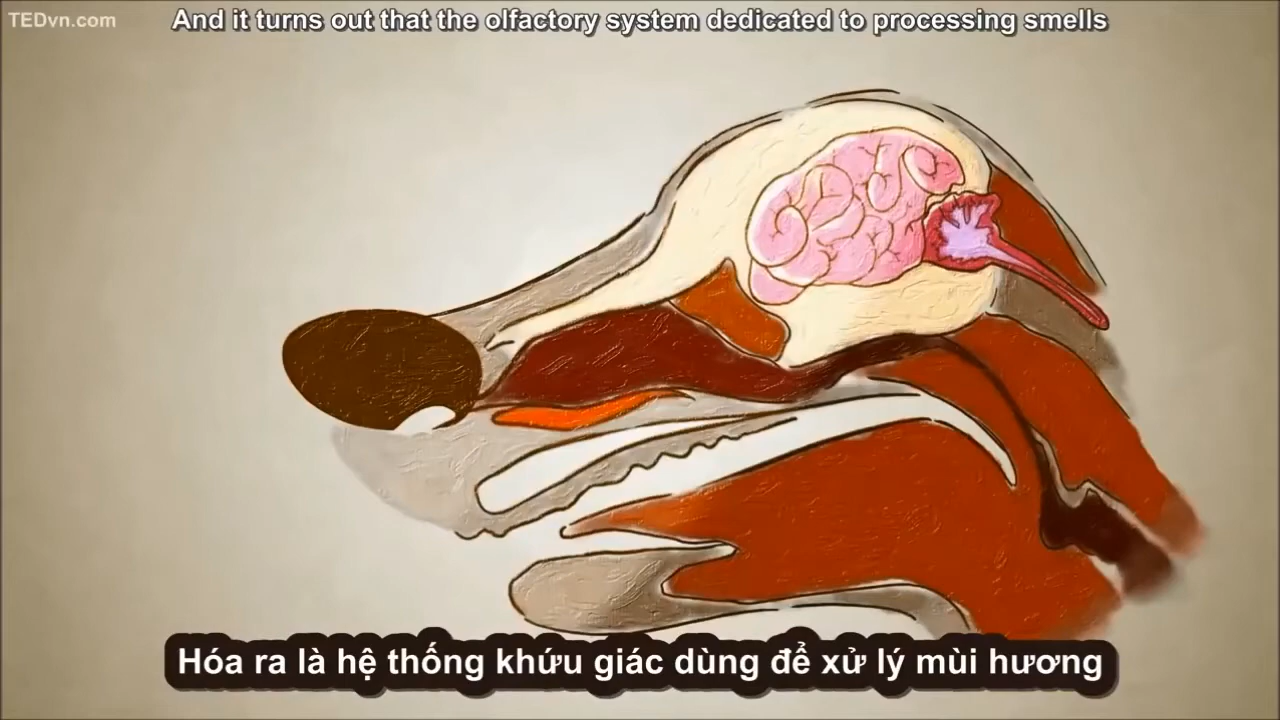 TEDvn.com
And it turns out that the olfactory system dedicated to processing smells
Hóa ra là hệ thống khứu giác dùng để xử lý mùi hương